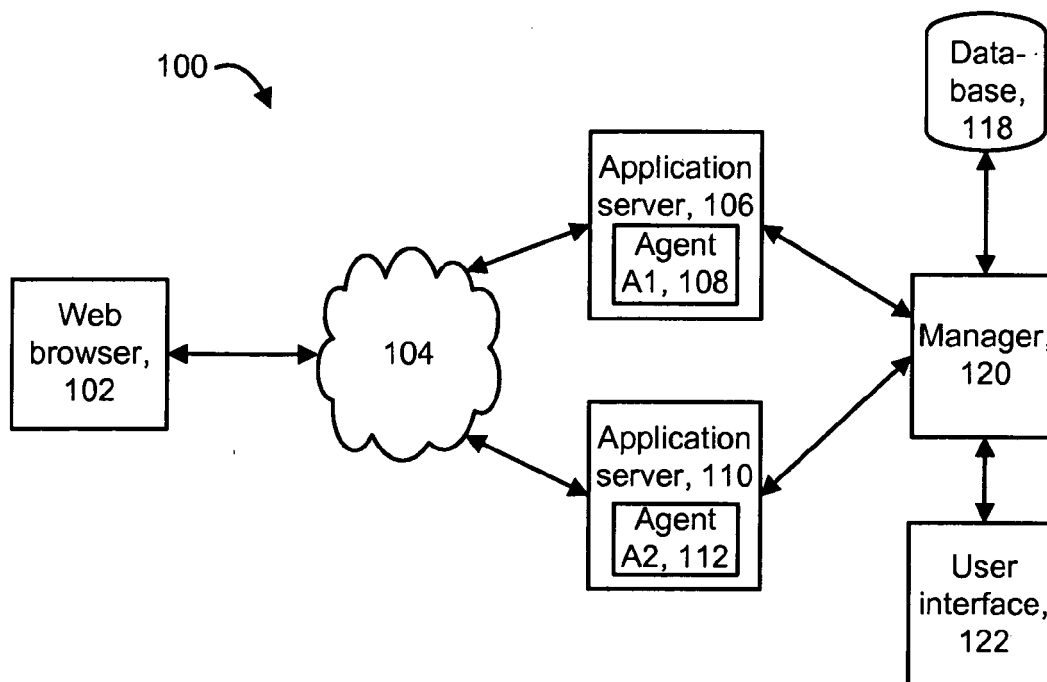 100
Data-
base,
118
Application
server, 106
Agent
A1, 108
Web
browser,
102
104
Manager,
120
Application
server, 110
Agent
A2, 112
User
interface,
122